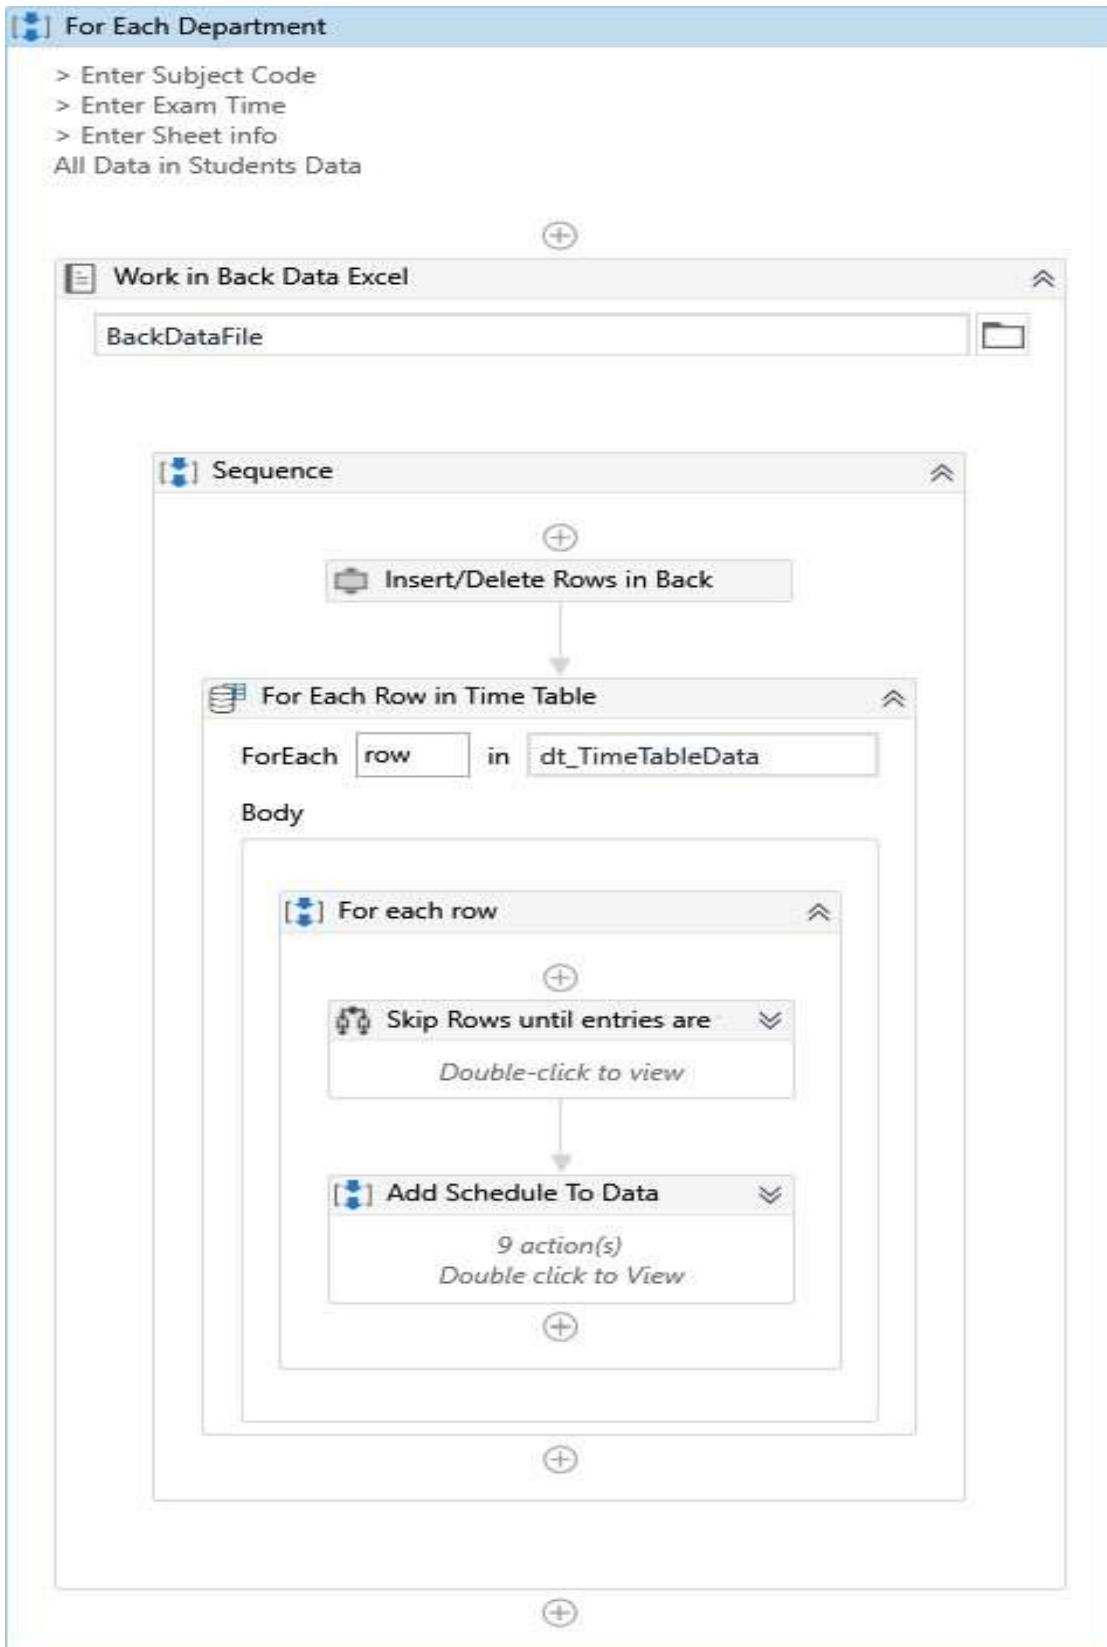 For Each Department
> Enter Subject Code
> Enter Exam Time
> Enter Sheet info
All Data in Students Data
Work in Back Data Excel
BackDataFile
Sequence
Insert/Delete Rows in Back
For Each Row in Time Table
ForEach row in dt_TimeTableData
Body
For each row
Skip Rows until entries are
Double-click to view
Add Schedule To Data
9 action(s)
Double click to View